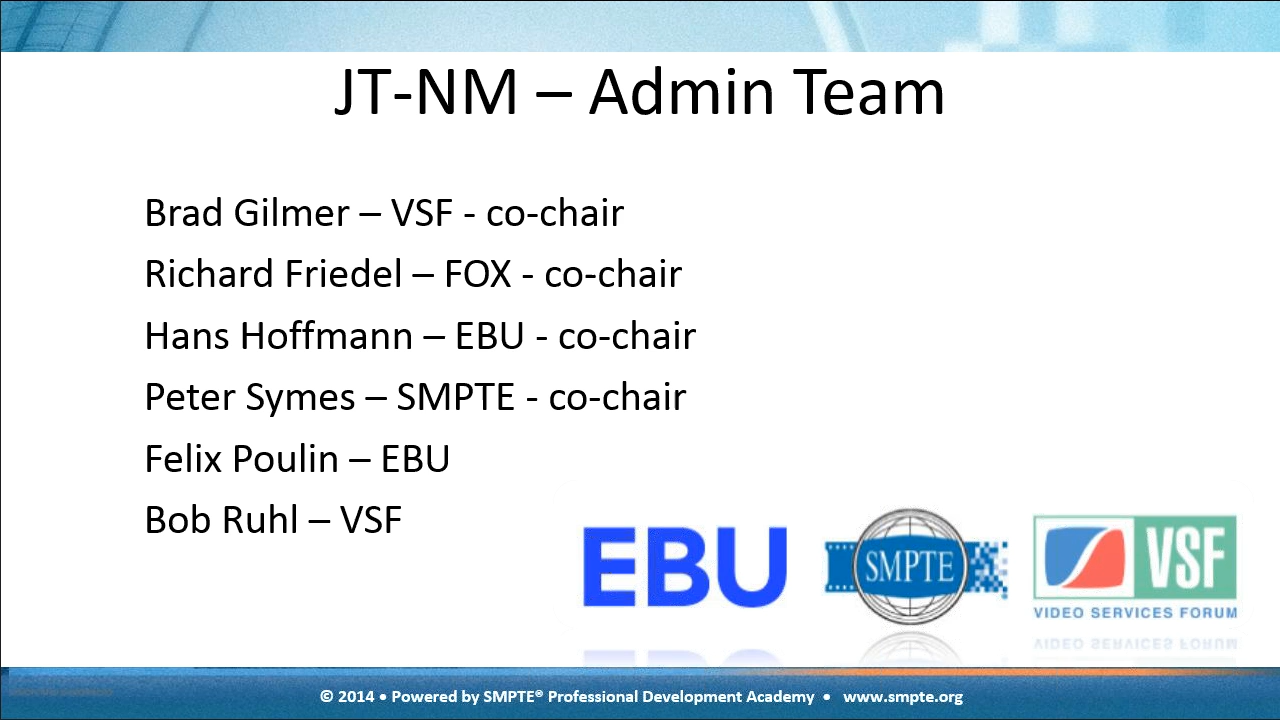 JT-NM – Admin Team
Brad Gilmer – VSF - co-chair
Richard Friedel – FOX - co-chair
Hans Hoffmann – EBU - co-chair
Peter Symes – SMPTE - co-chair
Felix Poulin – EBU
Bob Ruhl – VSF
EBU
SMPTE
VSF
VIDEO SERVICES FORUM
© 2014 • Powered by SMPTE® Professional Development Academy • www.smpte.org